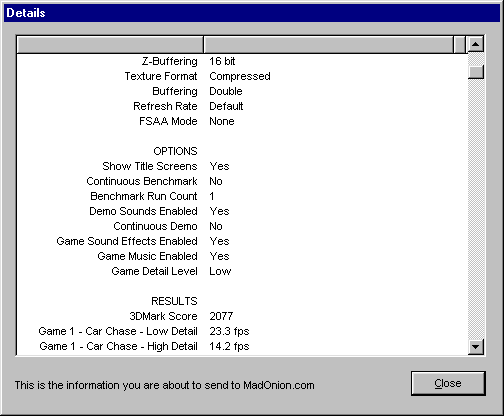 Details
Z-Buffering 16 bit
Texture Format Compressed
Buffering Double
Refresh Rate Default
FSAA Mode None
OPTIONS
Show Title Screens Yes
Continuous Benchmark No
Benchmark Run Count 1
Demo Sounds Enabled Yes
Continuous Demo No
Game Sound Effects Enabled Yes
Game Music Enabled Yes
Game Detail Level Low
RESULTS
3DMark Score 2077
Game 1 - Car Chase - Low Detail 23.3 fps
Game 1 - Car Chase - High Detail 14.2 fps
This is the information you are about to send to MadOnion.com
Close